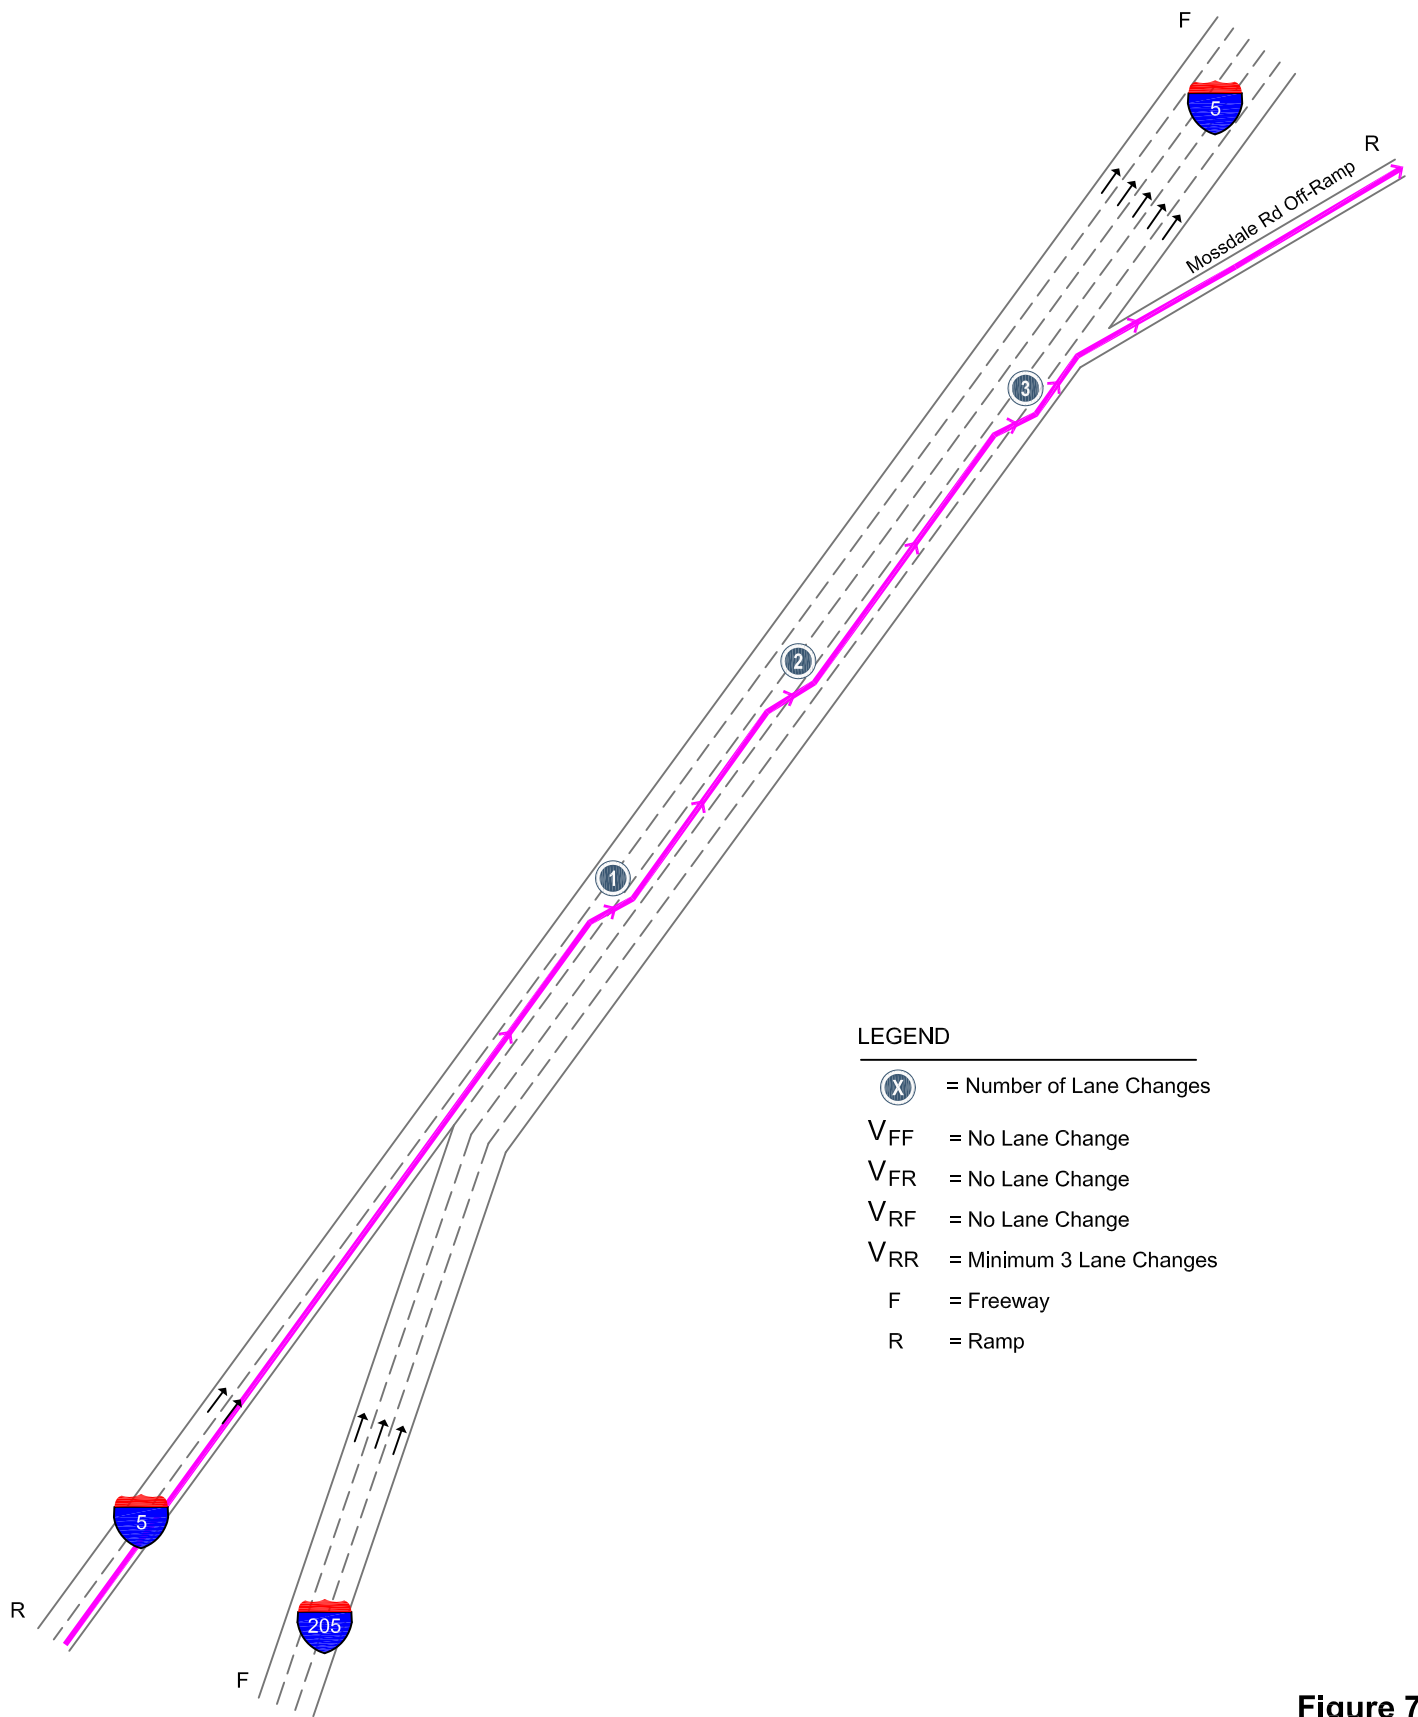 F
5
R
Mossdale Rd Off-Ramp
3
2
1
LEGEND
X = Number of Lane Changes
VFF = No Lane Change
VFR = No Lane Change
VRF = No Lane Change
VRR = Minimum 3 Lane Changes
F = Freeway
R = Ramp
5
R
205
F
Figure 7